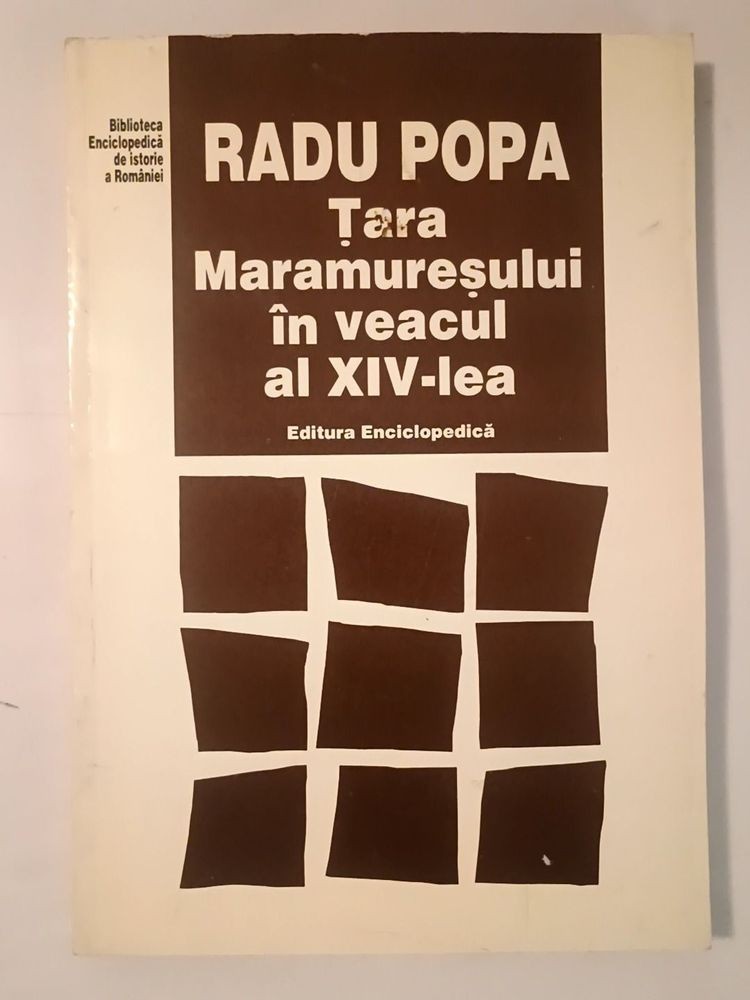 Biblioteca
Enciclopedică
de istorie
a României
RADU POPA
Țara
Maramureșului
în veacul
al XIV-lea
Editura Enciclopedică